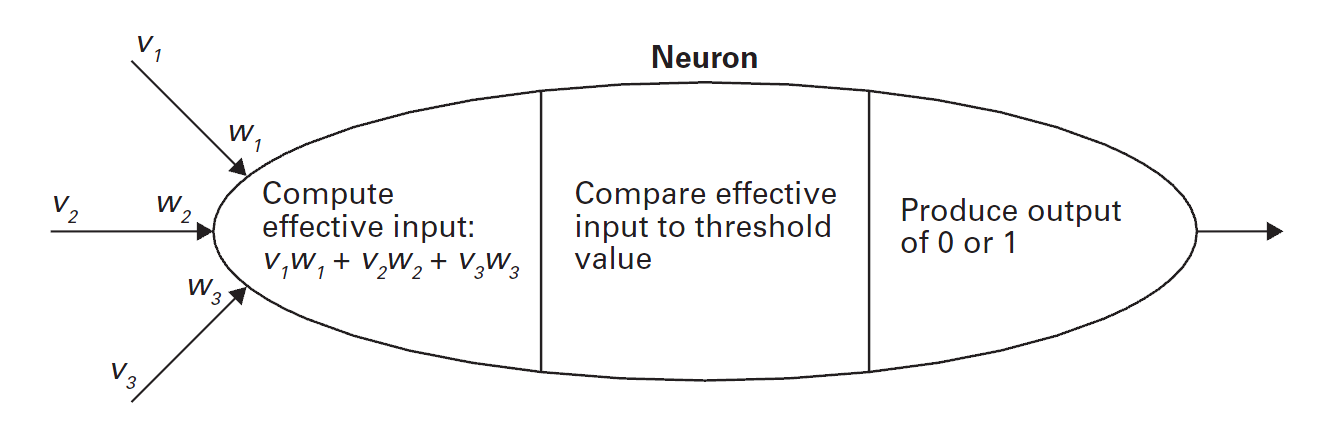 Neuron
v1
w1
v2
w2
w3
v3
Compute
effective input:
v1w1 + v2w2 + v3w3
Compare effective
input to threshold
value
Produce output
of 0 or 1